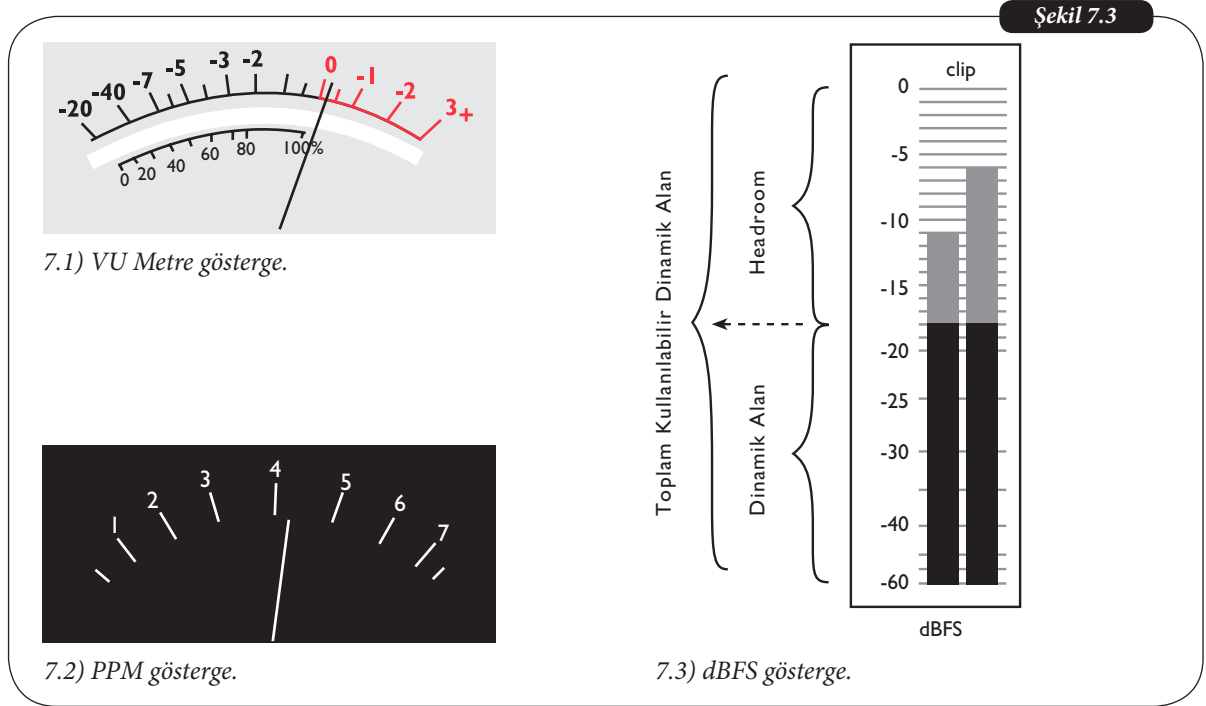 Şekil 7.3
-20 -40 -7 -5 -3 -2 0 -1 -2 3+
0 20 40 60 80 100%
7.1) VU Metre gösterge.
1 2 3 4 5 6 7
7.2) PPM gösterge.
Toplam Kullanılabilir Dinamik Alan
Headroom
Dinamik Alan
clip
0
-5
-10
-15
-20
-25
-30
-40
-60
dBFS
7.3) dBFS gösterge.